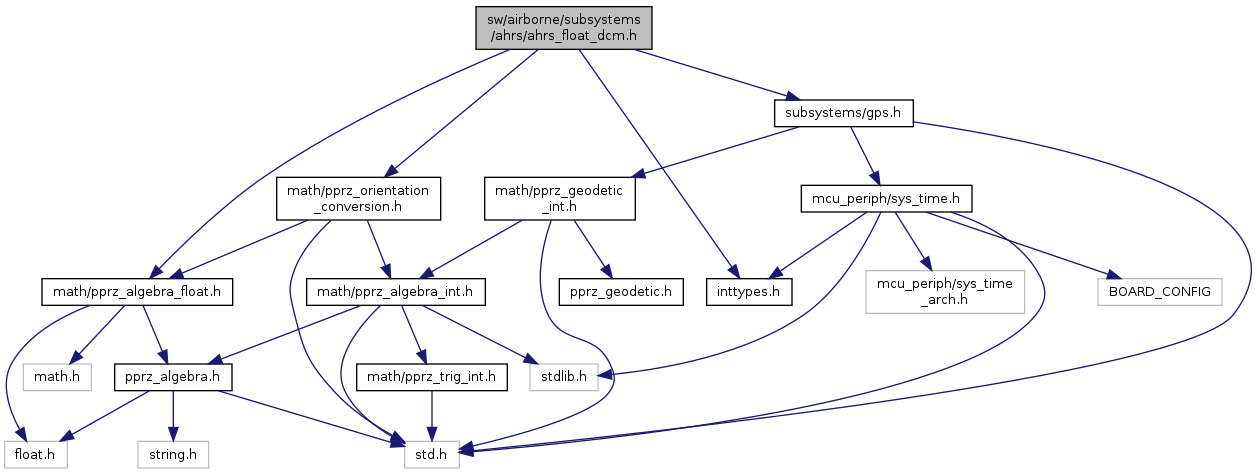 sw/airborne/subsystems
/ahrs/ahrs_float_dcm.h
subsystems/gps.h
math/pprz_orientation
_conversion.h
math/pprz_geodetic
_int.h
mcu_periph/sys_time.h
math/pprz_algebra_float.h
math/pprz_algebra_int.h
pprz_geodetic.h
inttypes.h
mcu_periph/sys_time
_arch.h
BOARD_CONFIG
math.h
pprz_algebra.h
math/pprz_trig_int.h
stdlib.h
float.h
string.h
std.h